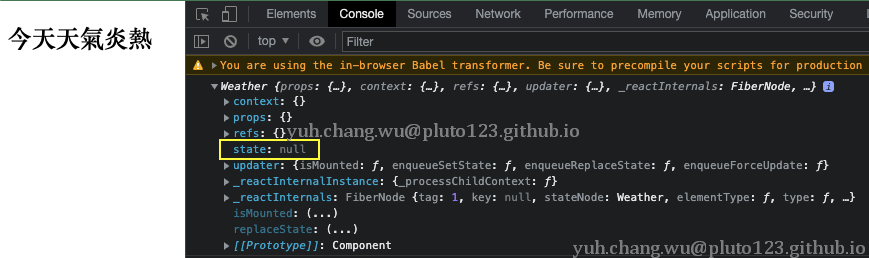 今天天氣炎熱
Elements Console Sources Network Performance Memory Application Security
top Filter
You are using the in-browser Babel transformer. Be sure to precompile your scripts for production
Weather {props: {…}, context: {…}, refs: {…}, updater: {…}, _reactInternals: FiberNode, …} i
context: {}
props: {}
refs: {}
yuh.chang.wu@pluto123.github.io
state: null
updater: {isMounted: ƒ, enqueueSetState: ƒ, enqueueReplaceState: ƒ, enqueueForceUpdate: ƒ}
_reactInternalInstance: {_processChildContext: ƒ}
_reactInternals: FiberNode {tag: 1, key: null, stateNode: Weather, elementType: ƒ, type: ƒ, …}
isMounted: (...)
replaceState: (...)
[[Prototype]]: Component
yuh.chang.wu@pluto123.github.io